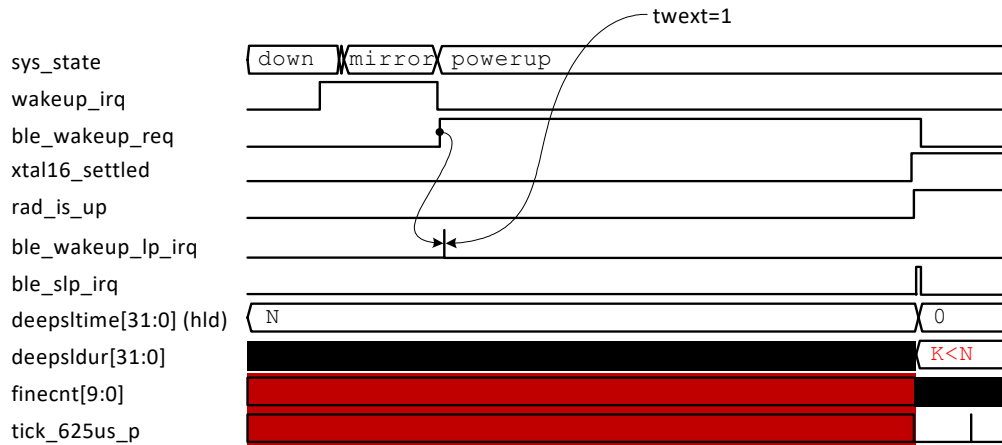 twext=1
sys_state down mirror powerup
wakeup_irq
ble_wakeup_req
xtal16_settled
rad_is_up
ble_wakeup_lp_irq
ble_slp_irq
deepsltime[31:0] (hld) N 0
deepsldur[31:0] K<N
finecnt[9:0]
tick_625us_p